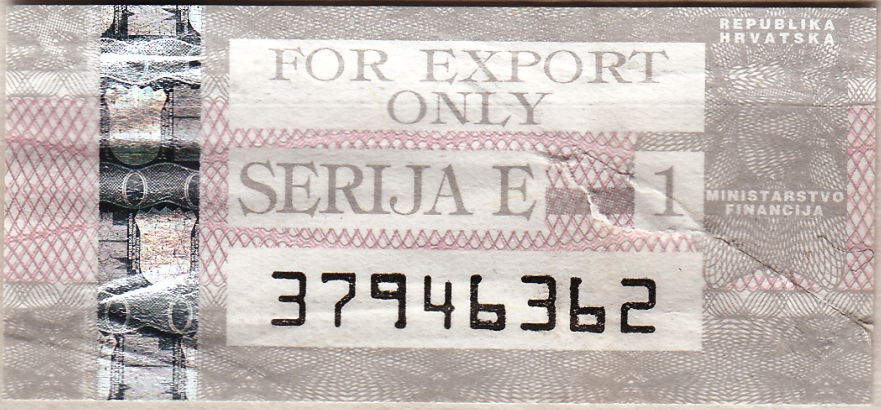 REPUBLIKA
HRVATSKA
FOR EXPORT
ONLY
SERIJA E 1
MINISTARSTVO
FINANCIJA
37946362